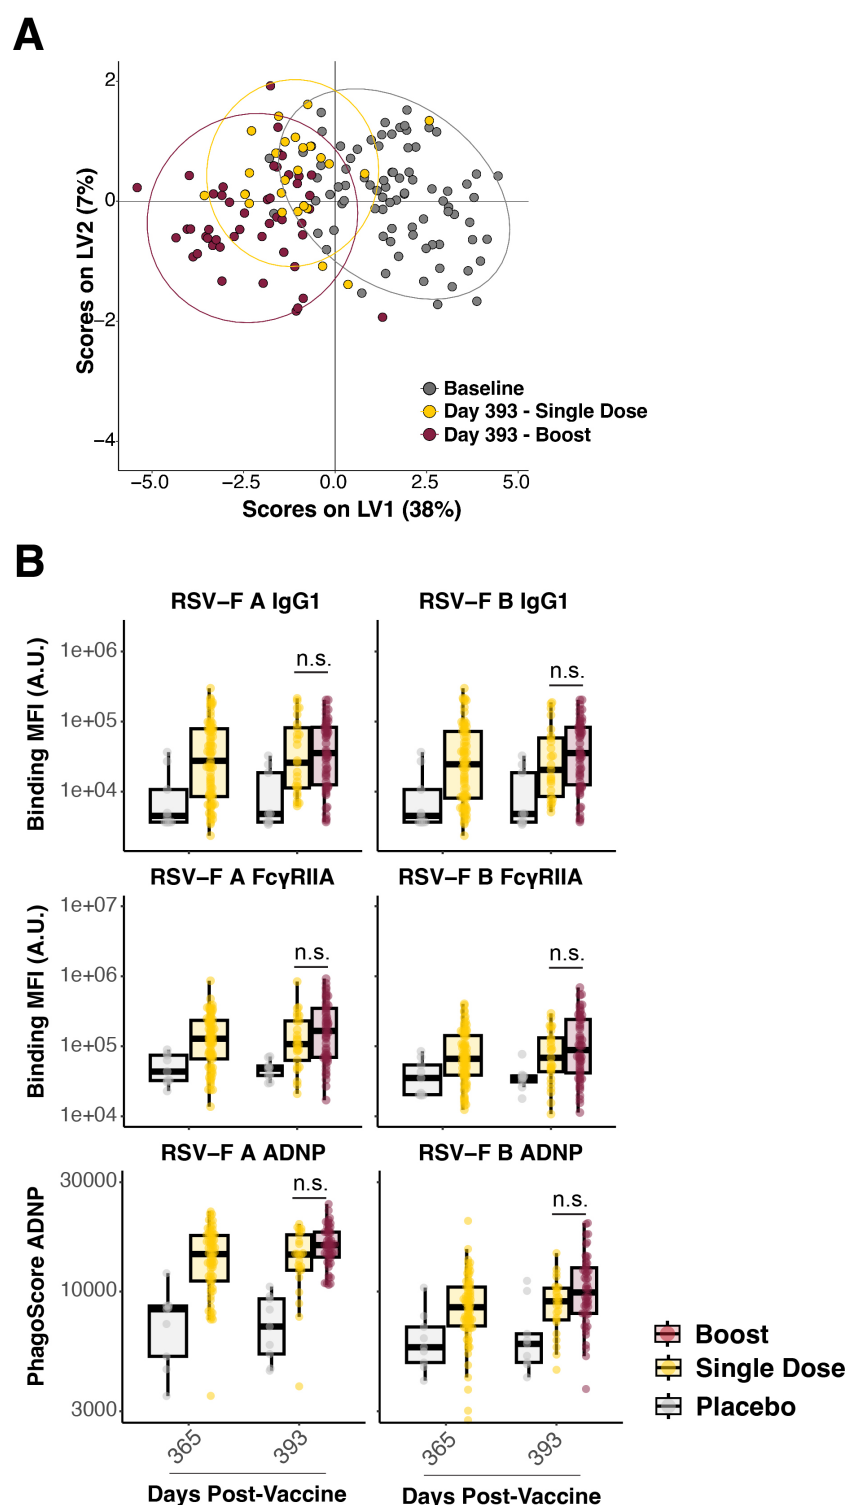 A
Scores on LV2 (7%)
2
0
−2
−4
Baseline
Day 393 - Single Dose
Day 393 - Boost
−5.0 −2.5 0.0 2.5 5.0
Scores on LV1 (38%)
B
RSV−F A IgG1 RSV−F B IgG1
Binding MFI (A.U.)
1e+06
1e+05
1e+04
n.s. n.s.
RSV−F A FcγRIIA RSV−F B FcγRIIA
Binding MFI (A.U.)
1e+07
1e+06
1e+05
1e+04
n.s. n.s.
RSV−F A ADNP RSV−F B ADNP
PhagoScore ADNP
30000
10000
3000
n.s. n.s.
365 393 365 393
Days Post-Vaccine Days Post-Vaccine
Boost
Single Dose
Placebo